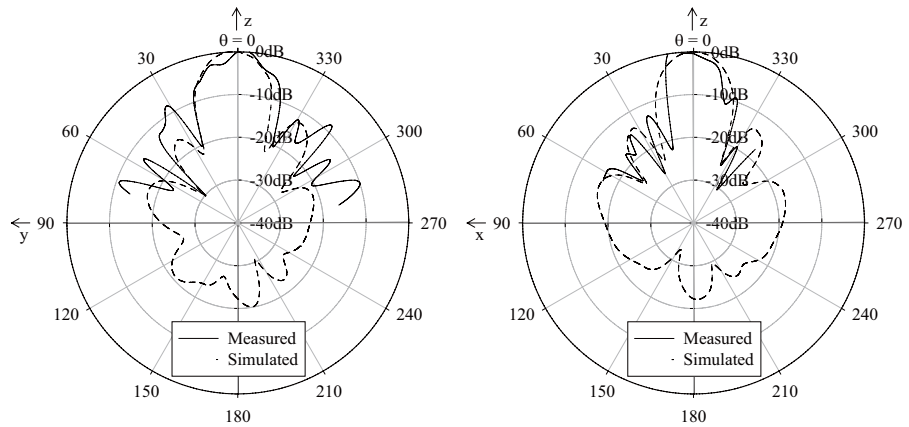 z
θ = 0
0dB
30
330
-10dB
60
300
-20dB
-30dB
y
90
-40dB
270
120
240
Measured
Simulated
150
210
180
z
θ = 0
0dB
30
330
-10dB
60
300
-20dB
-30dB
x
90
-40dB
270
120
240
Measured
Simulated
150
210
180